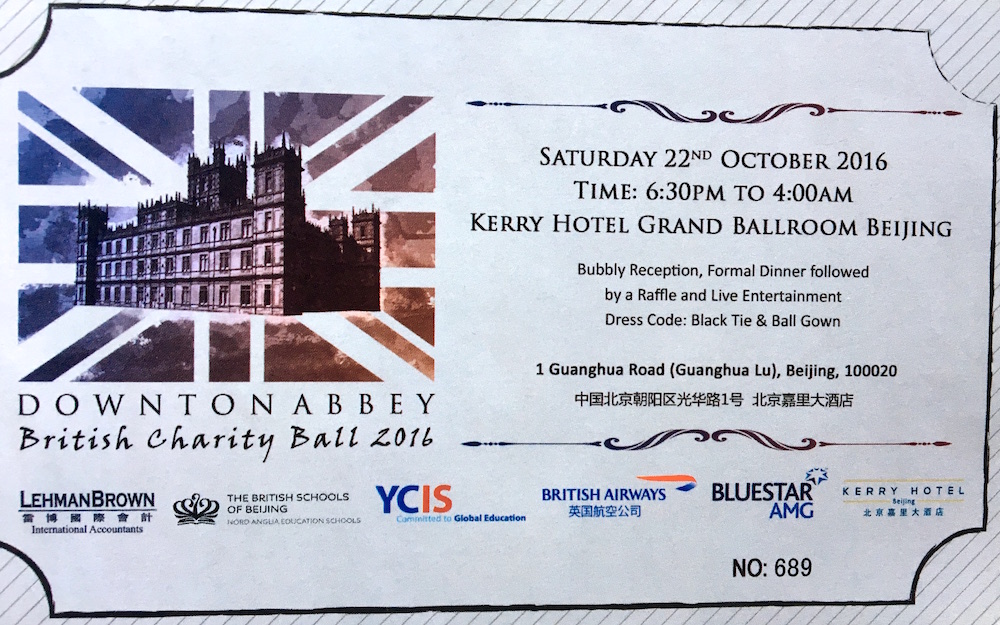 SATURDAY 22ND OCTOBER 2016
TIME: 6:30PM TO 4:00AM
KERRY HOTEL GRAND BALLROOM BEIJING
Bubbly Reception, Formal Dinner followed
by a Raffle and Live Entertainment
Dress Code: Black Tie & Ball Gown
1 Guanghua Road (Guanghua Lu), Beijing, 100020
中国北京朝阳区光华路1号 北京嘉里大酒店
DOWNTON ABBEY
British Charity Ball 2016
LEHMANBROWN
雷博國際會計
International Accountants
THE BRITISH SCHOOLS
OF BEIJING
NORD ANGLIA EDUCATION SCHOOLS
YCIS
Committed to Global Education
BRITISH AIRWAYS
英国航空公司
BLUESTAR
AMG
KERRY HOTEL
Beijing
北京嘉里大酒店
NO: 689